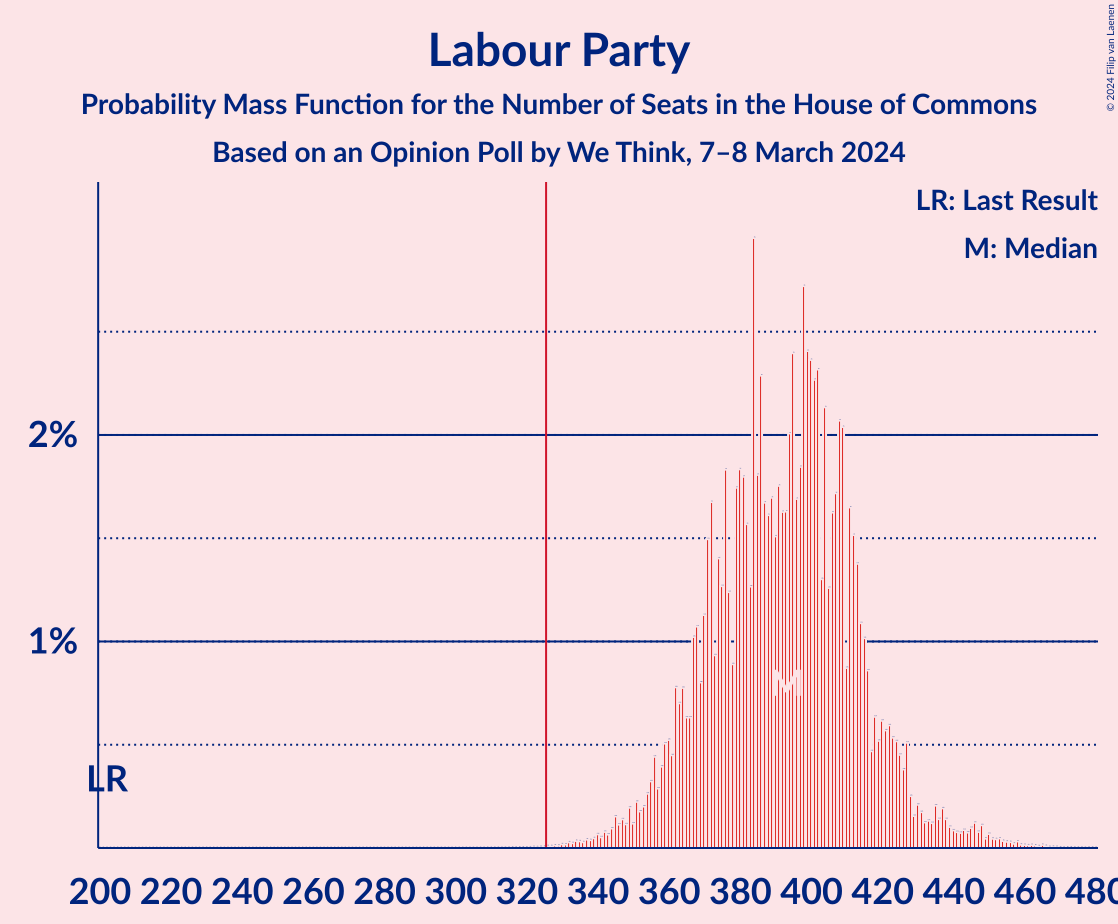 Labour Party
Probability Mass Function for the Number of Seats in the House of Commons
Based on an Opinion Poll by We Think, 7–8 March 2024
© 2024 Filip van Laenen
LR: Last Result
M: Median
2%
1%
LR
M
200 220 240 260 280 300 320 340 360 380 400 420 440 460 480